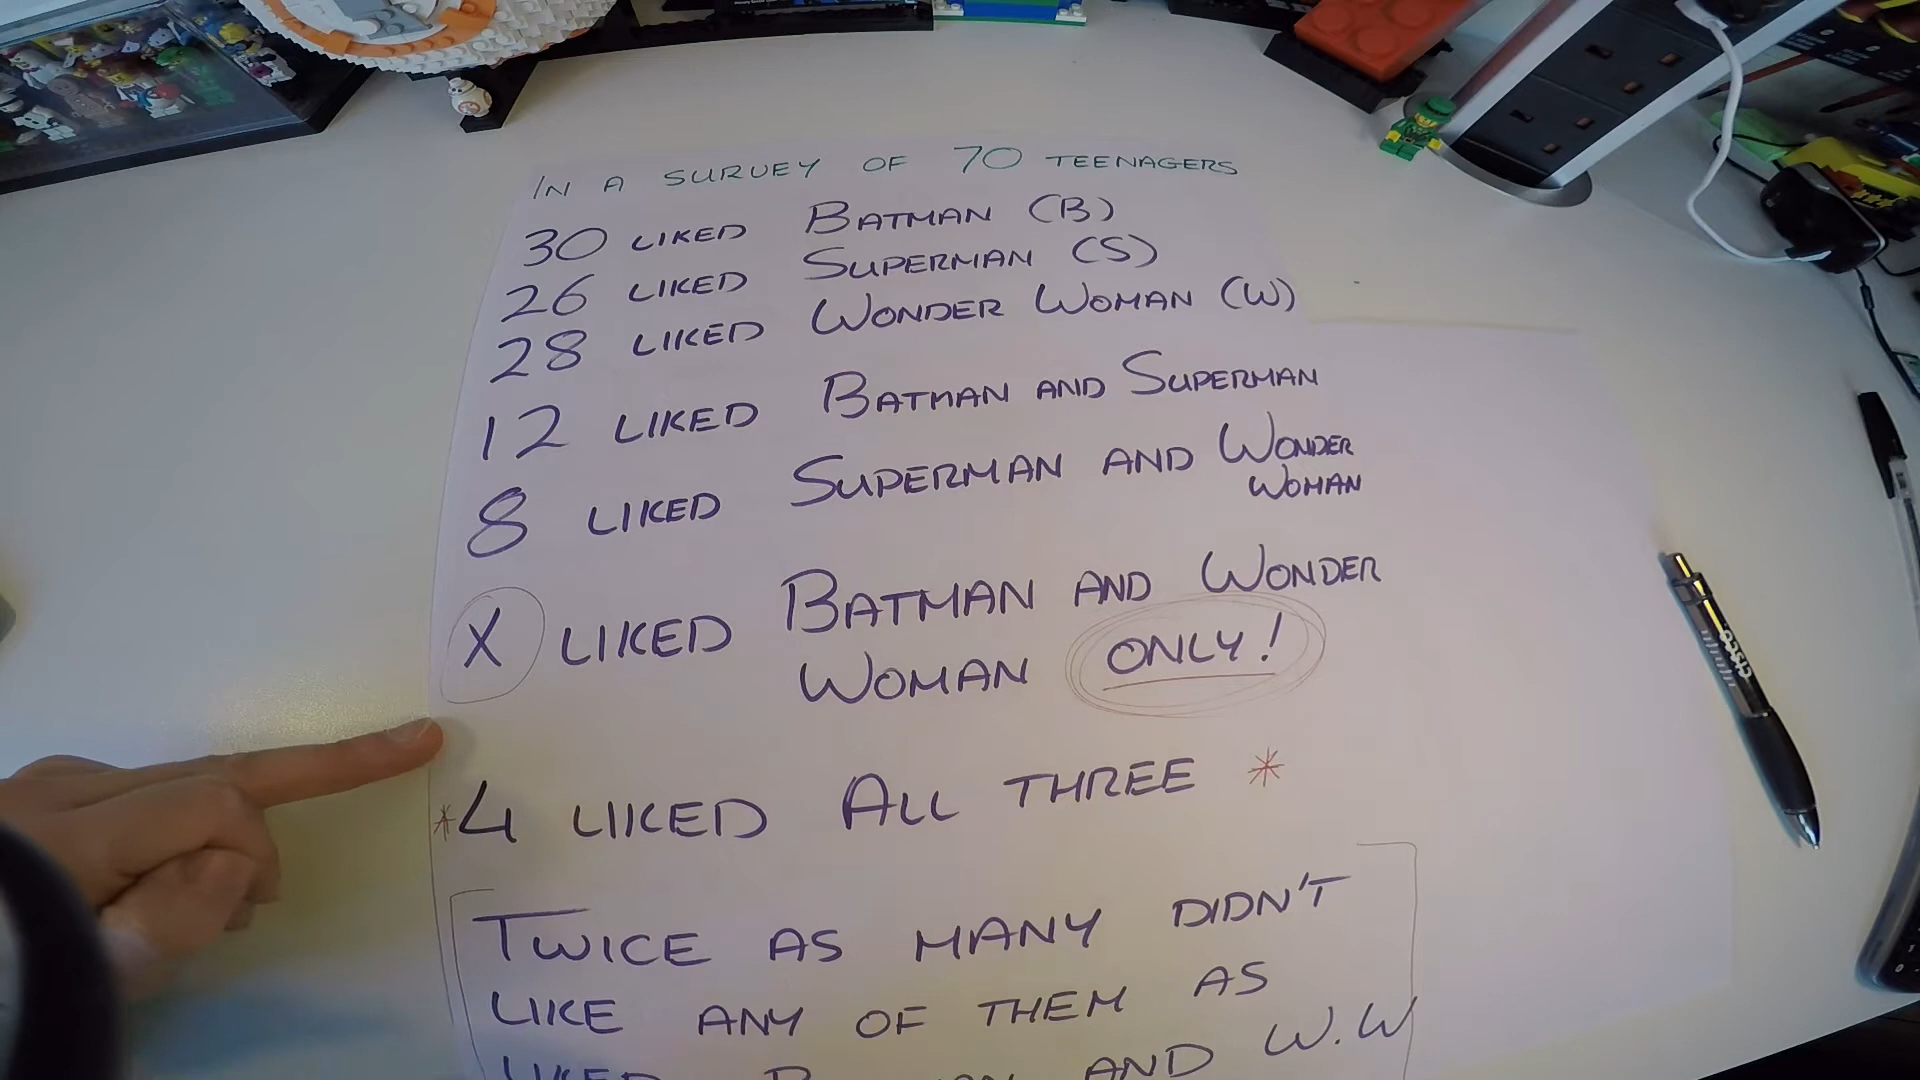 IN A SURVEY OF 70 TEENAGERS
30 LIKED BATMAN (B)
26 LIKED SUPERMAN (S)
28 LIKED WONDER WOMAN (W)
12 LIKED BATMAN AND SUPERMAN
8 LIKED SUPERMAN AND WONDER
WOMAN
X LIKED BATMAN AND WONDER
WOMAN ONLY!
*4 LIKED ALL THREE *
TWICE AS MANY DIDN'T
LIKE ANY OF THEM AS
LIKED AND W.W